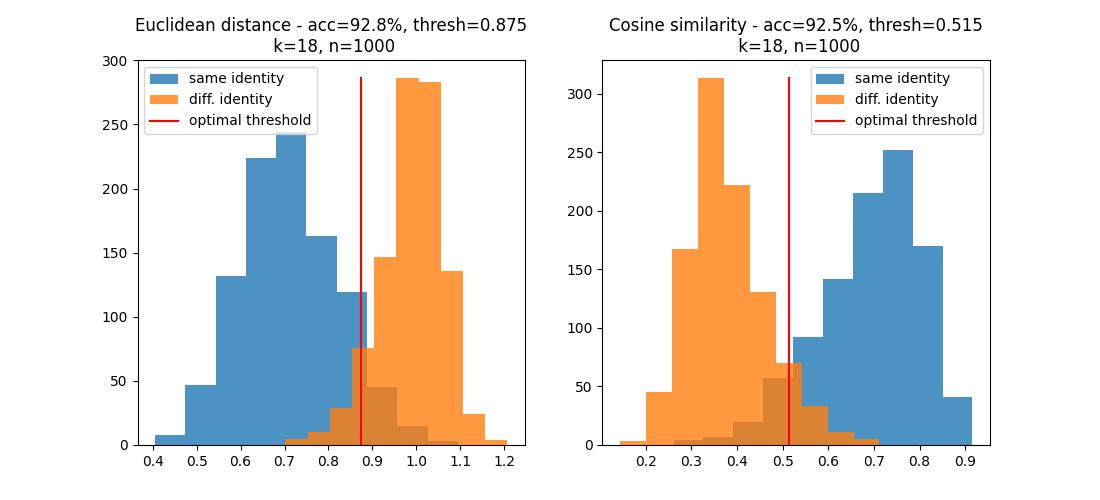 Euclidean distance - acc=92.8%, thresh=0.875
k=18, n=1000
same identity
diff. identity
optimal threshold
300
250
200
150
100
50
0
0.4 0.5 0.6 0.7 0.8 0.9 1.0 1.1 1.2
Cosine similarity - acc=92.5%, thresh=0.515
k=18, n=1000
same identity
diff. identity
optimal threshold
300
250
200
150
100
50
0
0.2 0.3 0.4 0.5 0.6 0.7 0.8 0.9